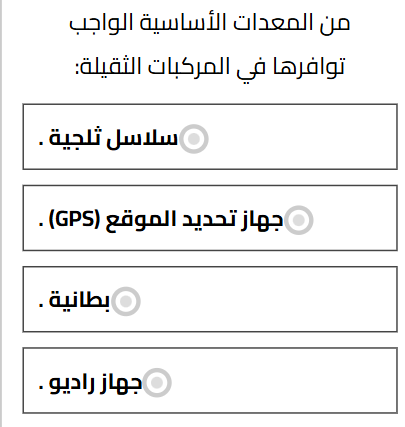 من المعدات الأساسية الواجب
توافرها في المركبات الثقيلة:
سلاسل ثلجية .
جهاز تحديد الموقع (GPS) .
بطانية .
جهاز راديو .